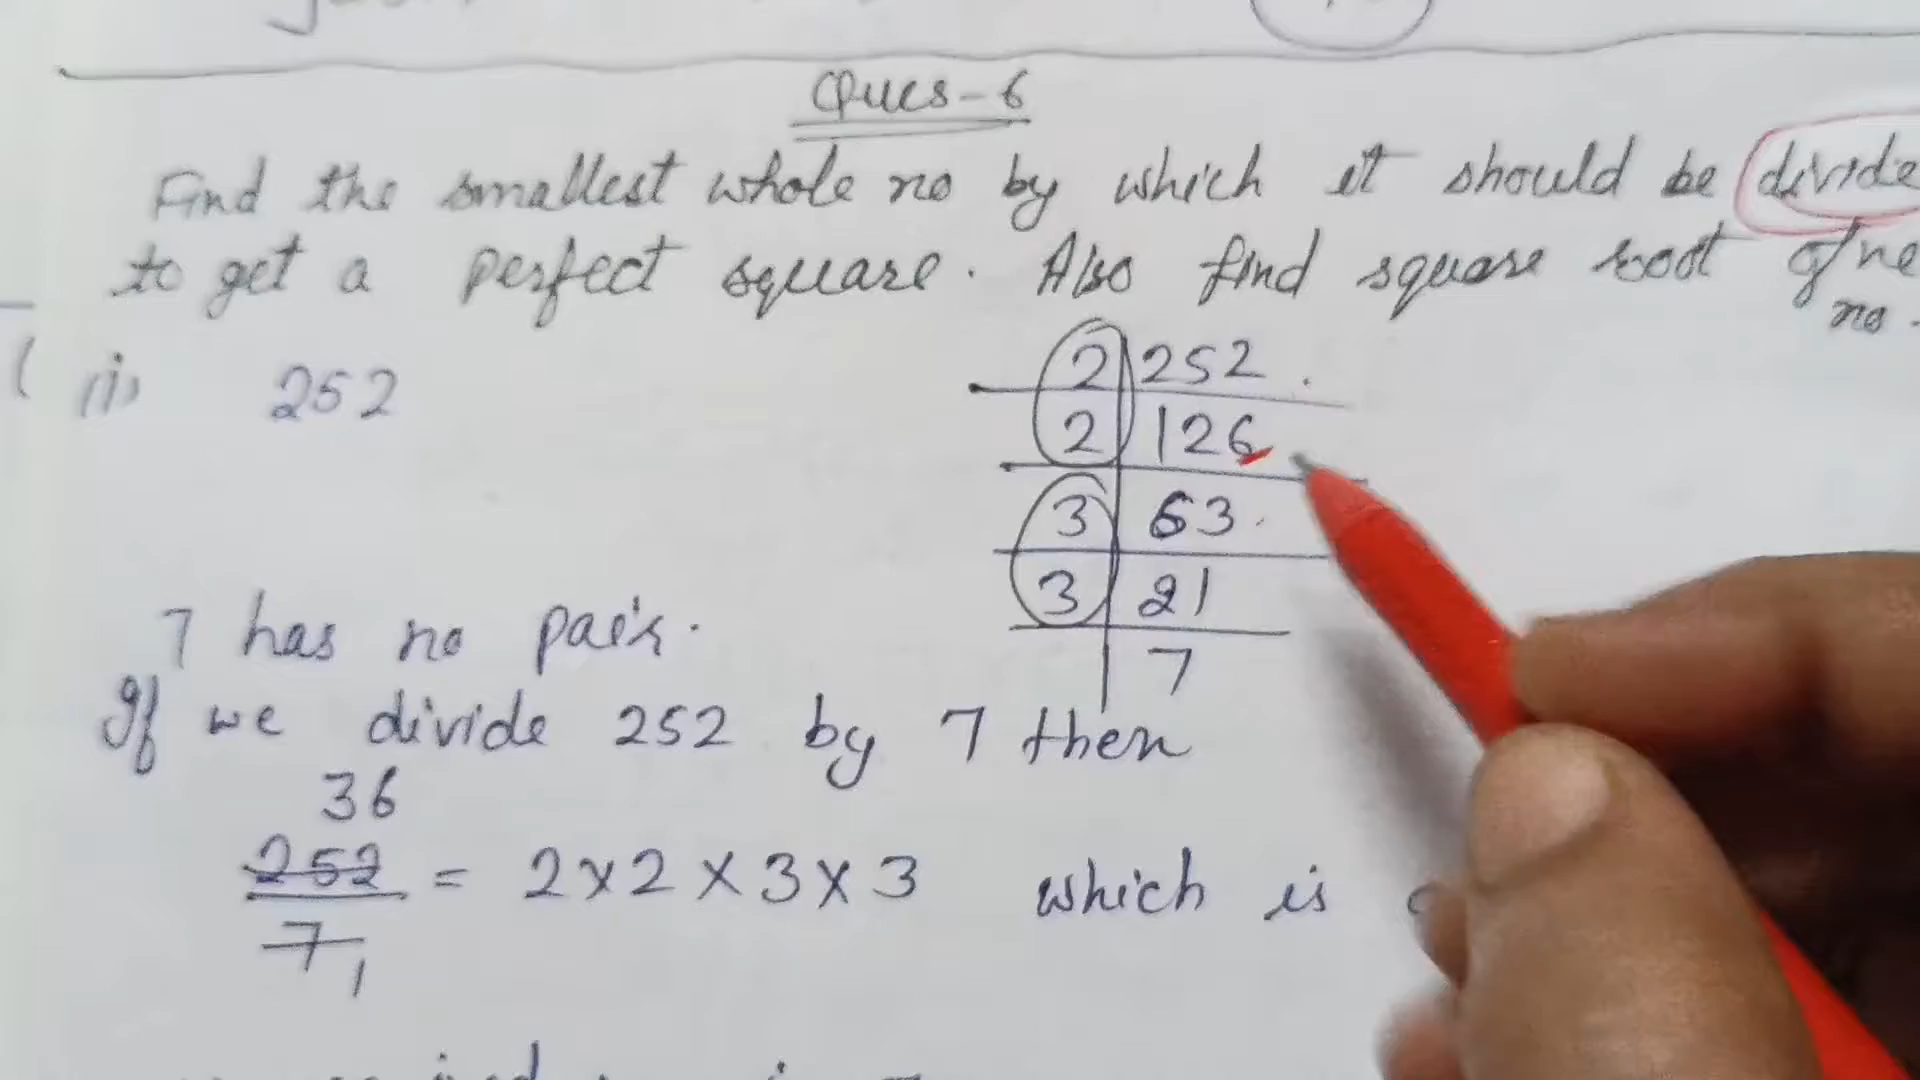 Ques-6
Find the smallest whole no by which it should be divide
to get a perfect square. Also find square root of ne
no.
(i) 252
2 252
2 126
3 63
3 21
7
7 has no pair.
If we divide 252 by 7 then
36
252 = 2×2×3×3 which is
7 1